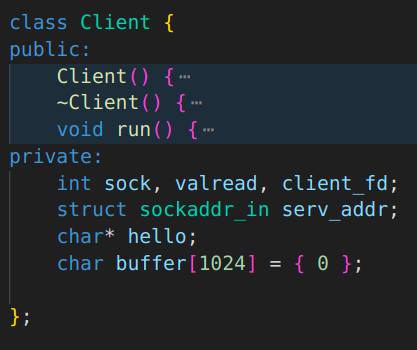 class Client {
public:
    Client() {⋯
    ~Client() {⋯
    void run() {⋯
private:
    int sock, valread, client_fd;
    struct sockaddr_in serv_addr;
    char* hello;
    char buffer[1024] = { 0 };
};